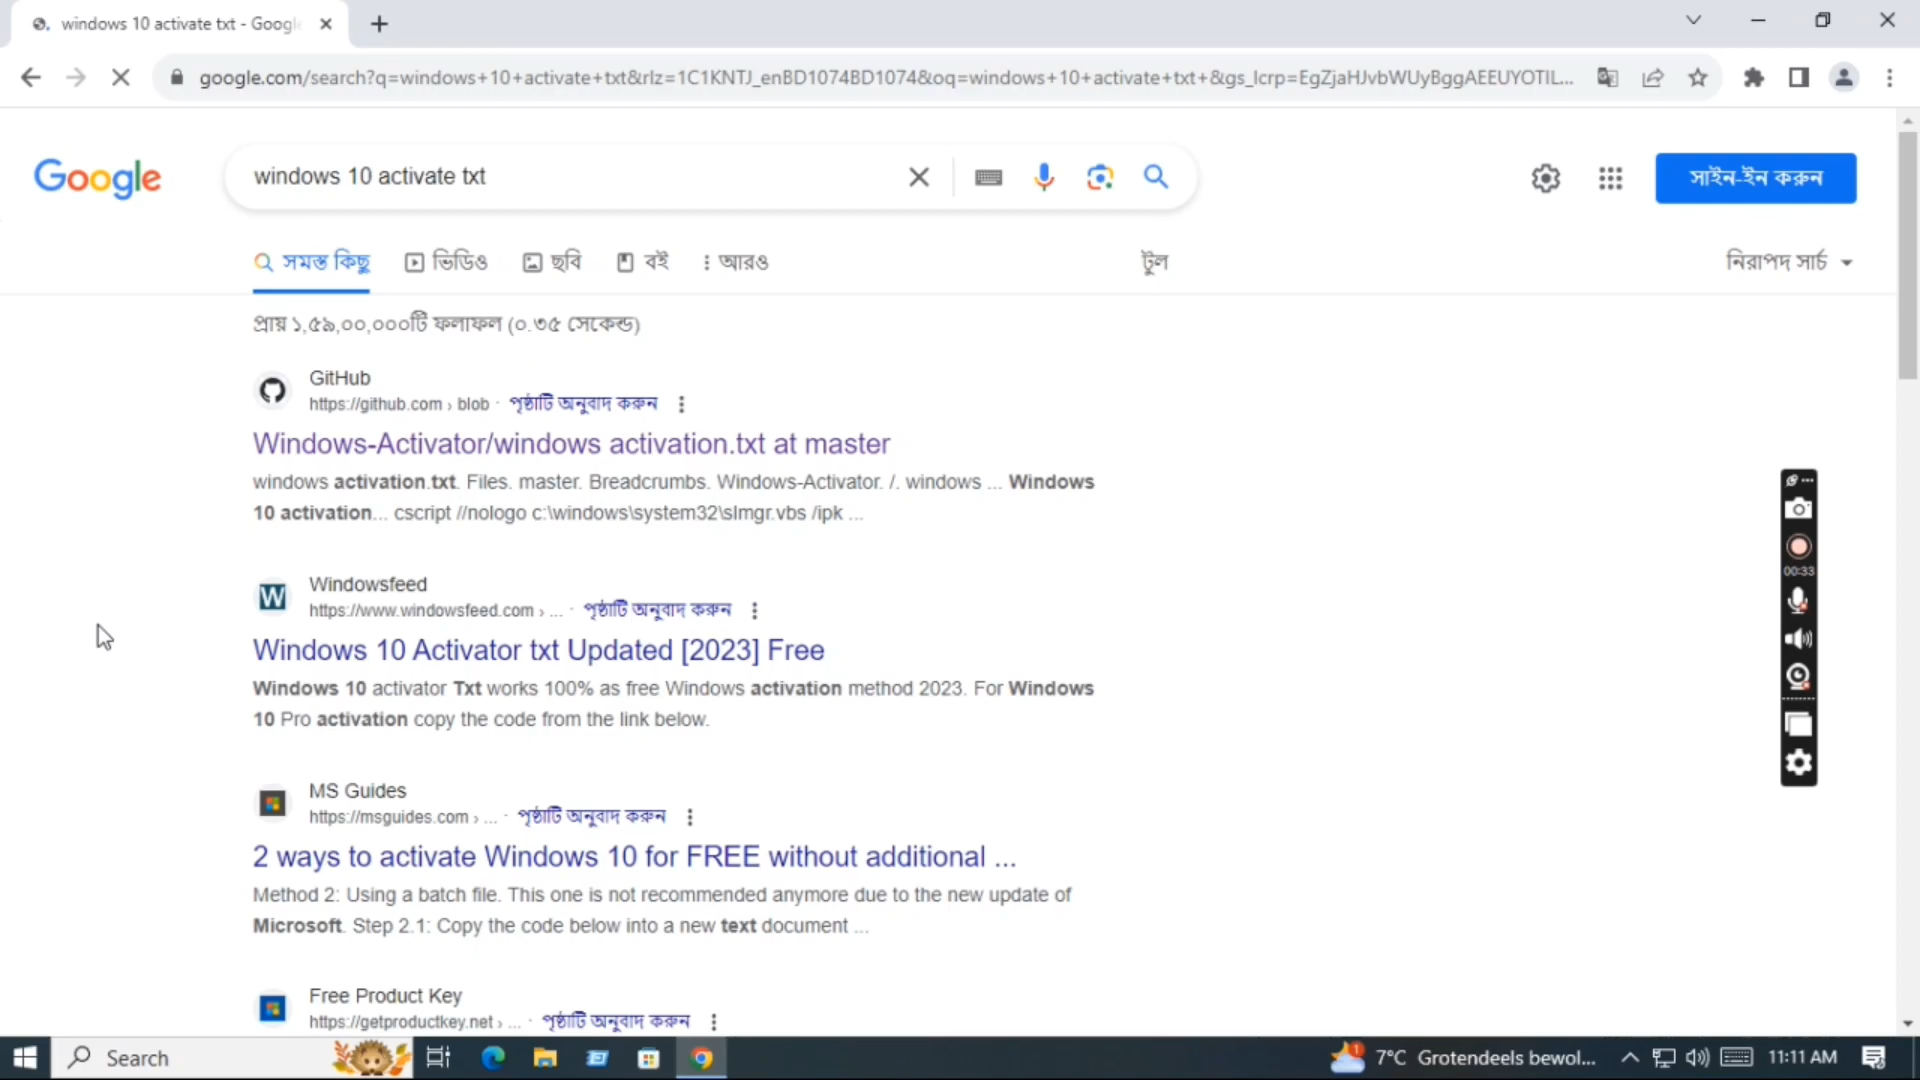 windows 10 activate txt - Google
google.com/search?q=windows+10+activate+txt&rlz=1C1KNTJ_enBD1074BD1074&oq=windows+10+activate+txt+&gs_lcrp=EgZjaHJvbWUyBggAEEUYOTIL...
Google
windows 10 activate txt
সাইন-ইন করুন
সমস্ত কিছু ভিডিও ছবি বই আরও টুল নিরাপদ সার্চ
প্রায় ১,৫৯,০০,০০০টি ফলাফল (০.৩৫ সেকেন্ড)
GitHub
https://github.com › blob · পৃষ্ঠাটি অনুবাদ করুন
Windows-Activator/windows activation.txt at master
windows activation.txt. Files. master. Breadcrumbs. Windows-Activator. /. windows ... Windows
10 activation... cscript //nologo c:\windows\system32\slmgr.vbs /ipk ...
Windowsfeed
https://www.windowsfeed.com › ... · পৃষ্ঠাটি অনুবাদ করুন
Windows 10 Activator txt Updated [2023] Free
Windows 10 activator Txt works 100% as free Windows activation method 2023. For Windows
10 Pro activation copy the code from the link below.
MS Guides
https://msguides.com › ... · পৃষ্ঠাটি অনুবাদ করুন
2 ways to activate Windows 10 for FREE without additional ...
Method 2: Using a batch file. This one is not recommended anymore due to the new update of
Microsoft. Step 2.1: Copy the code below into a new text document ...
Free Product Key
https://getproductkey.net › ... · পৃষ্ঠাটি অনুবাদ করুন
00:33
Search
7°C Grotendeels bewol...
11:11 AM